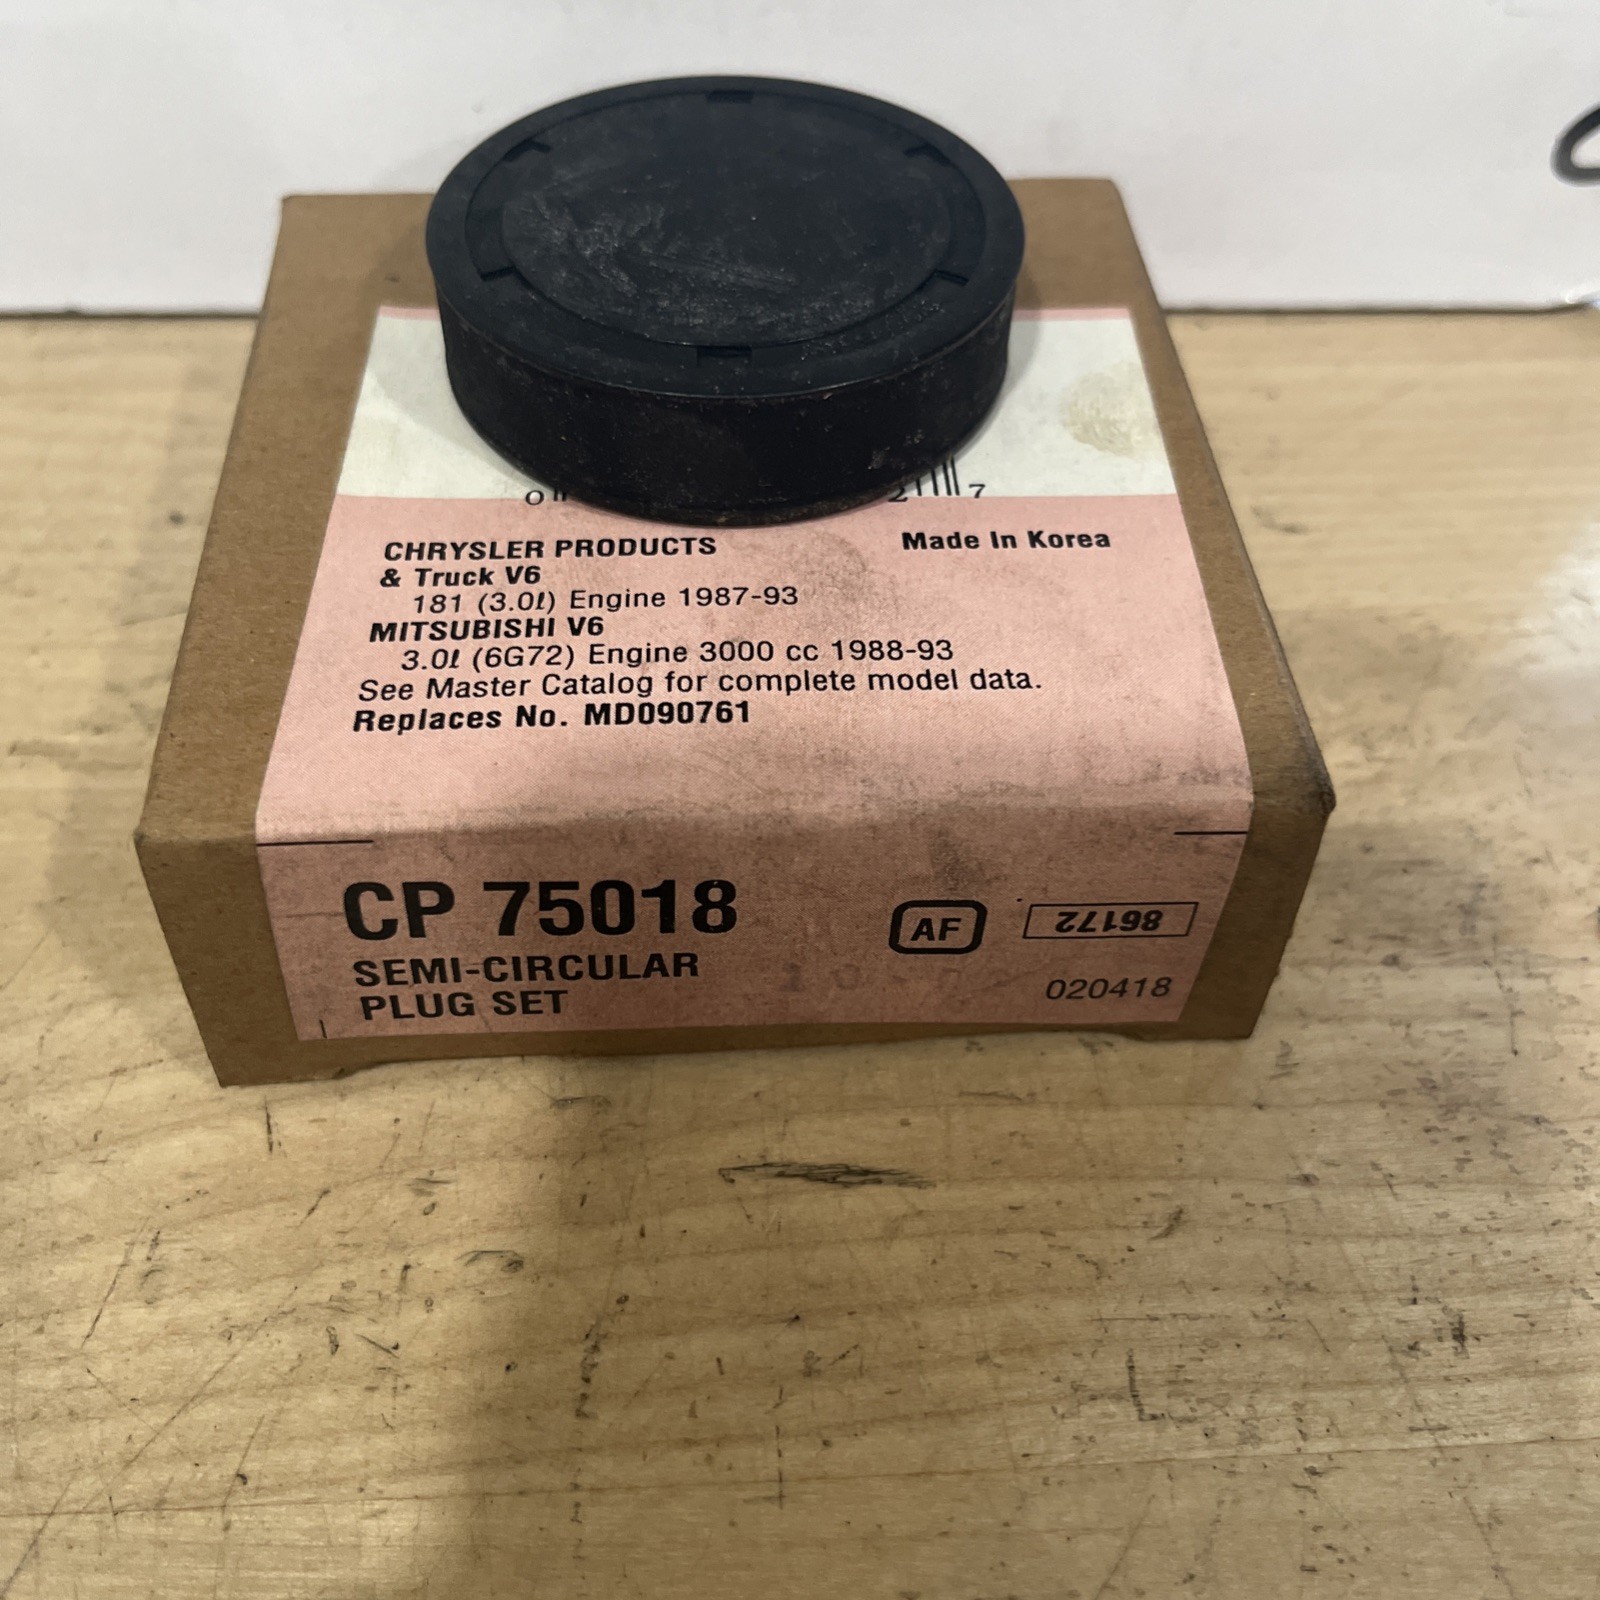 CHRYSLER PRODUCTS Made In Korea
& Truck V6
181 (3.0ℓ) Engine 1987-93
MITSUBISHI V6
3.0ℓ (6G72) Engine 3000 cc 1988-93
See Master Catalog for complete model data.
Replaces No. MD090761
CP 75018
AF
86172
SEMI-CIRCULAR
PLUG SET
020418